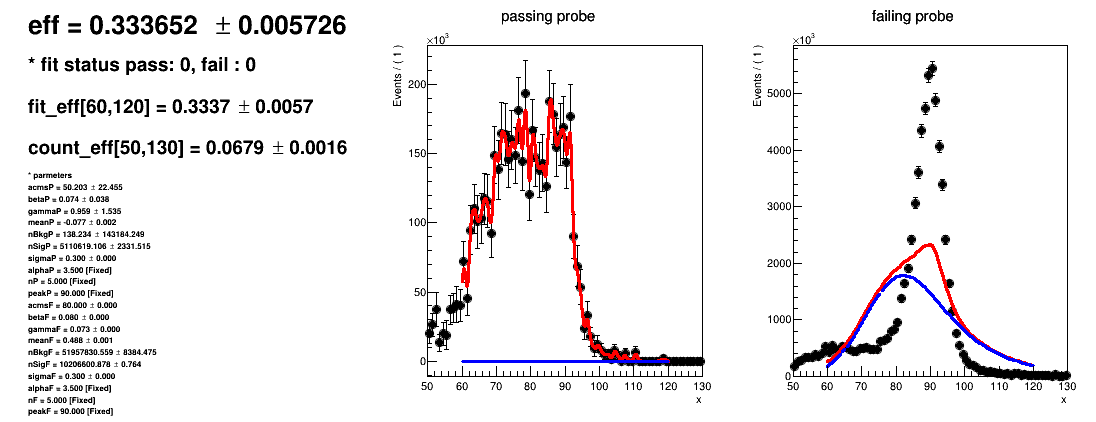 eff = 0.333652 ± 0.005726
* fit status pass: 0, fail : 0
fit_eff[60,120] = 0.3337 ± 0.0057
count_eff[50,130] = 0.0679 ± 0.0016
* parmeters
acmsP = 50.203 ± 22.455
betaP = 0.074 ± 0.038
gammaP = 0.959 ± 1.535
meanP = -0.077 ± 0.002
nBkgP = 138.234 ± 143184.249
nSigP = 5110619.106 ± 2331.515
sigmaP = 0.300 ± 0.000
alphaP = 3.500 [Fixed]
nP = 5.000 [Fixed]
peakP = 90.000 [Fixed]
acmsF = 80.000 ± 0.000
betaF = 0.080 ± 0.000
gammaF = 0.073 ± 0.000
meanF = 0.488 ± 0.001
nBkgF = 51957830.559 ± 8384.475
nSigF = 10206600.878 ± 0.764
sigmaF = 0.300 ± 0.000
alphaF = 3.500 [Fixed]
nF = 5.000 [Fixed]
peakF = 90.000 [Fixed]
passing probe
×10³
Events / ( 1 )
200
150
100
50
0
50 60 70 80 90 100 110 120 130
x
failing probe
×10³
Events / ( 1 )
5000
4000
3000
2000
1000
0
50 60 70 80 90 100 110 120 130
x